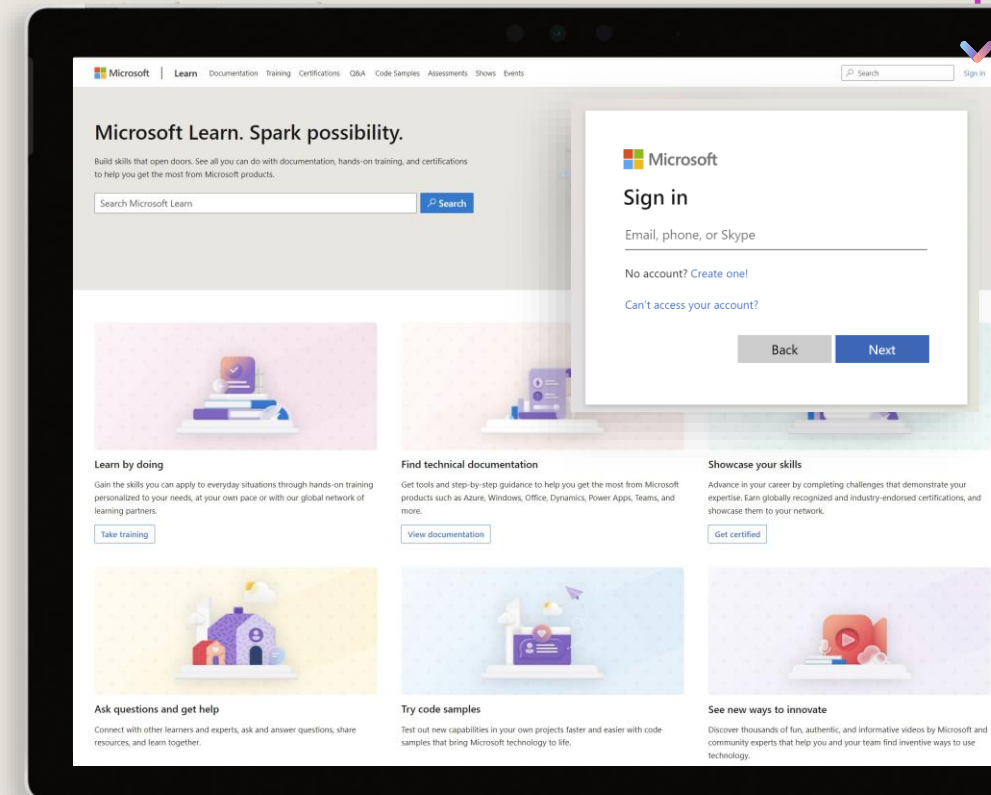 Microsoft | Learn Documentation Training Certifications Q&A Code Samples Assessments Shows Events Search Sign in
Microsoft Learn. Spark possibility.
Build skills that open doors. See all you can do with documentation, hands-on training, and certifications
to help you get the most from Microsoft products.
Search Microsoft Learn Search
Microsoft
Sign in
Email, phone, or Skype
No account? Create one!
Can't access your account?
Back Next
Learn by doing
Gain the skills you can apply to everyday situations through hands-on training
personalized to your needs, at your own pace or with our global network of
learning partners.
Take training
Find technical documentation
Get tools and step-by-step guidance to help you get the most from Microsoft
products such as Azure, Windows, Office, Dynamics, Power Apps, Teams, and
more.
View documentation
Showcase your skills
Advance in your career by completing challenges that demonstrate your
expertise. Earn globally recognized and industry-endorsed certifications, and
showcase them to your network.
Get certified
Ask questions and get help
Connect with other learners and experts, ask and answer questions, share
resources, and learn together.
Try code samples
Test out new capabilities in your own projects faster and easier with code
samples that bring Microsoft technology to life.
See new ways to innovate
Discover thousands of fun, authentic, and informative videos by Microsoft and
community experts that help you and your team find inventive ways to use
technology.